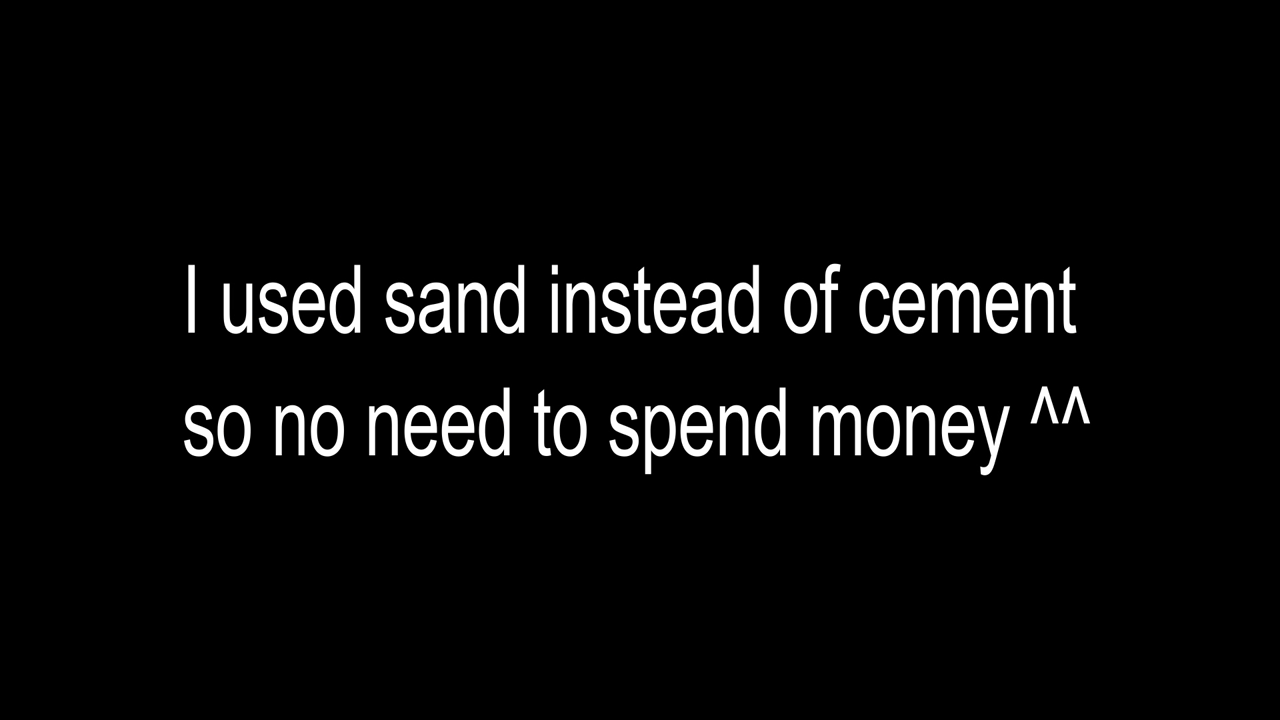 I used sand instead of cement
so no need to spend money ^^